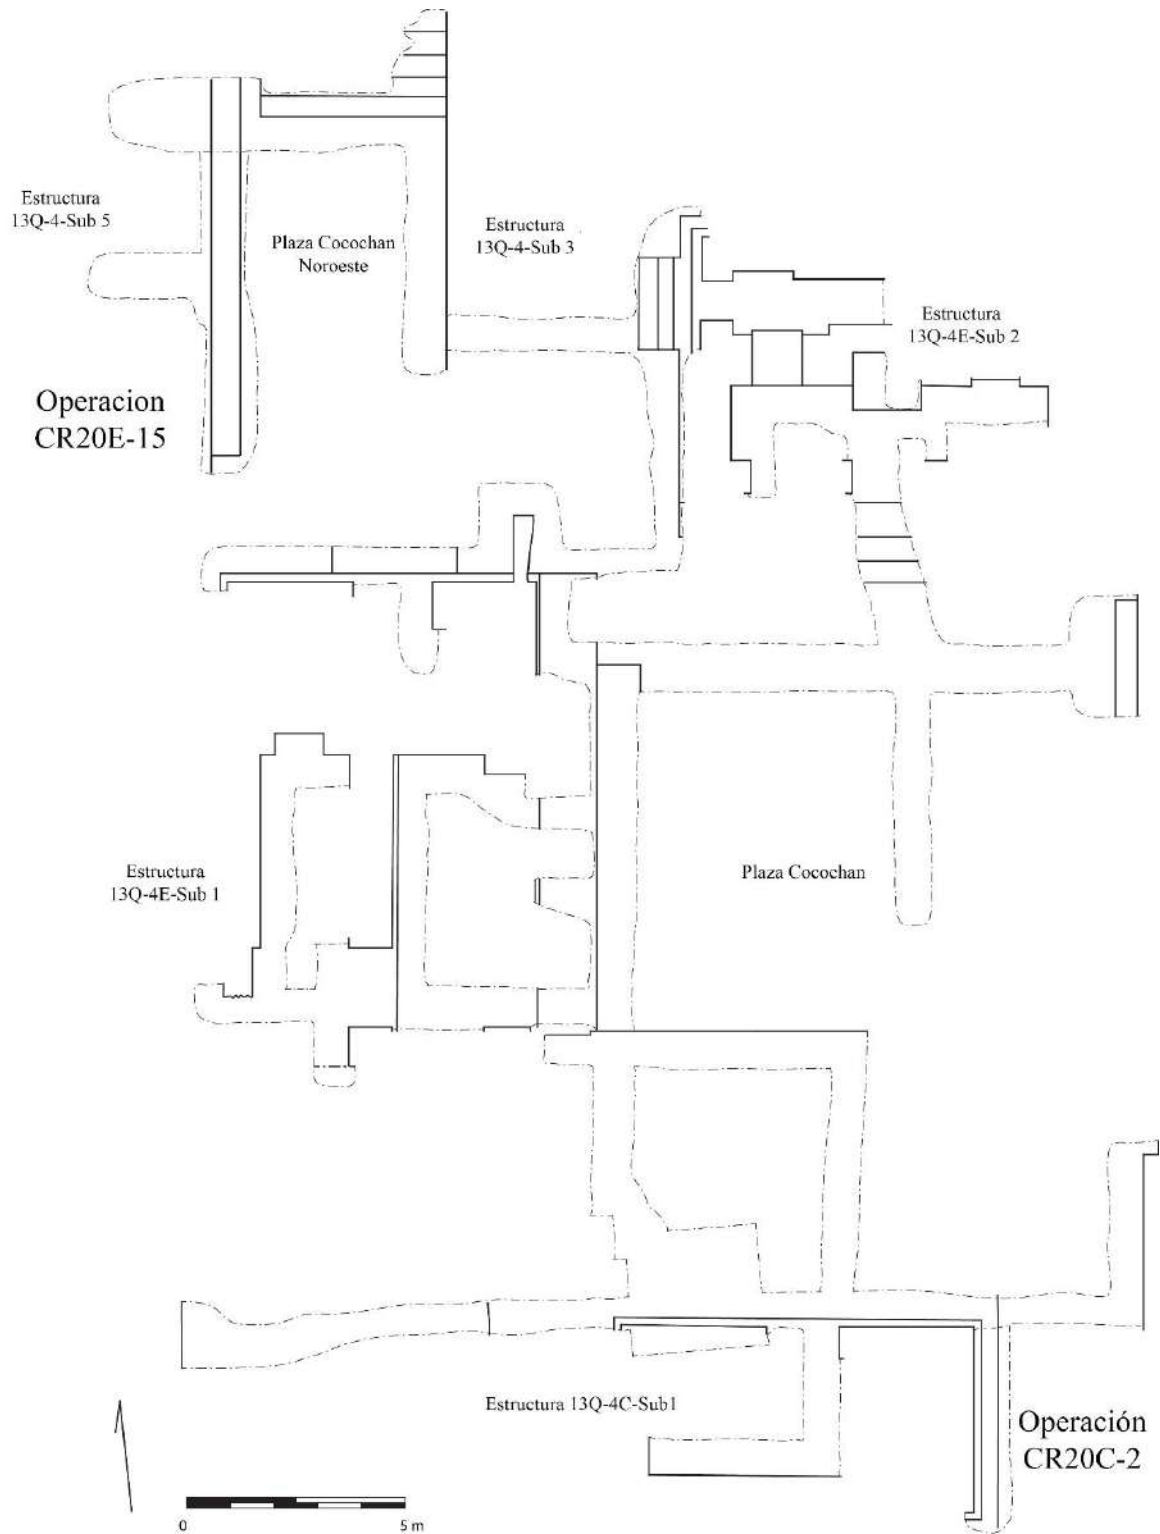 Estructura
13Q-4-Sub 5
Plaza Cocochan
Noroeste
Estructura
13Q-4-Sub 3
Estructura
13Q-4E-Sub 2
Operacion
CR20E-15
Estructura
13Q-4E-Sub 1
Plaza Cocochan
Estructura 13Q-4C-Sub1
Operación
CR20C-2
0
5 m